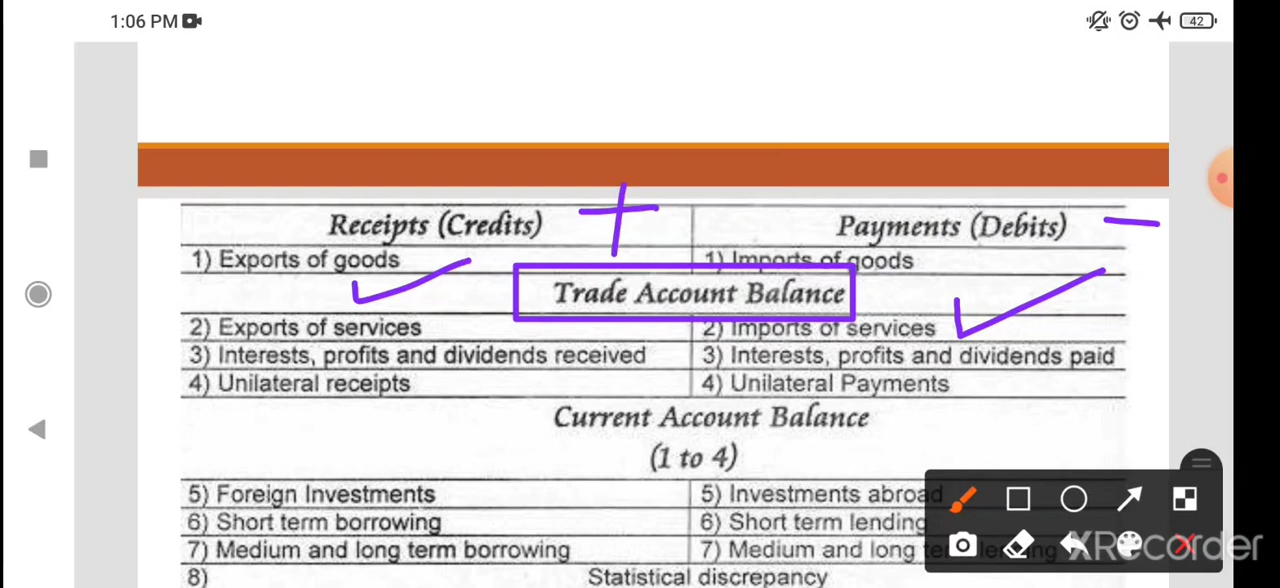 1:06 PM
42
Receipts (Credits) Payments (Debits)
1) Exports of goods 1) Imports of goods
Trade Account Balance
2) Exports of services 2) Imports of services
3) Interests, profits and dividends received 3) Interests, profits and dividends paid
4) Unilateral receipts 4) Unilateral Payments
Current Account Balance
(1 to 4)
5) Foreign Investments 5) Investments abroad
6) Short term borrowing 6) Short term lending
7) Medium and long term borrowing 7) Medium and long term lending
8) Statistical discrepancy
XRecorder